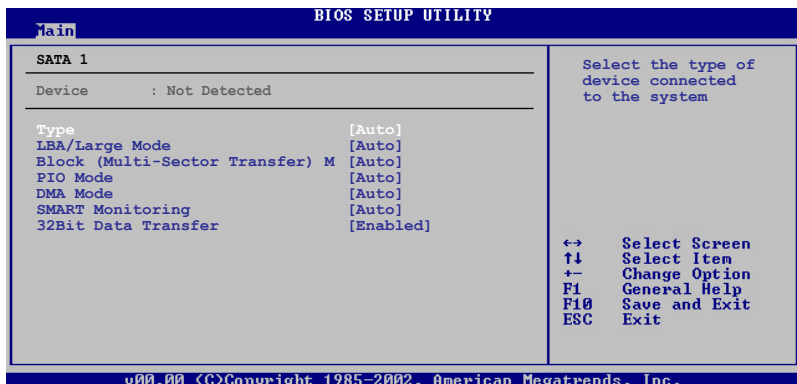 BIOS SETUP UTILITY
Main
SATA 1
Device : Not Detected
Type [Auto]
LBA/Large Mode [Auto]
Block (Multi-Sector Transfer) M [Auto]
PIO Mode [Auto]
DMA Mode [Auto]
SMART Monitoring [Auto]
32Bit Data Transfer [Enabled]
Select the type of
device connected
to the system
←→ Select Screen
↑↓ Select Item
+- Change Option
F1 General Help
F10 Save and Exit
ESC Exit
v00.00 (C)Copyright 1985-2002, American Megatrends, Inc.